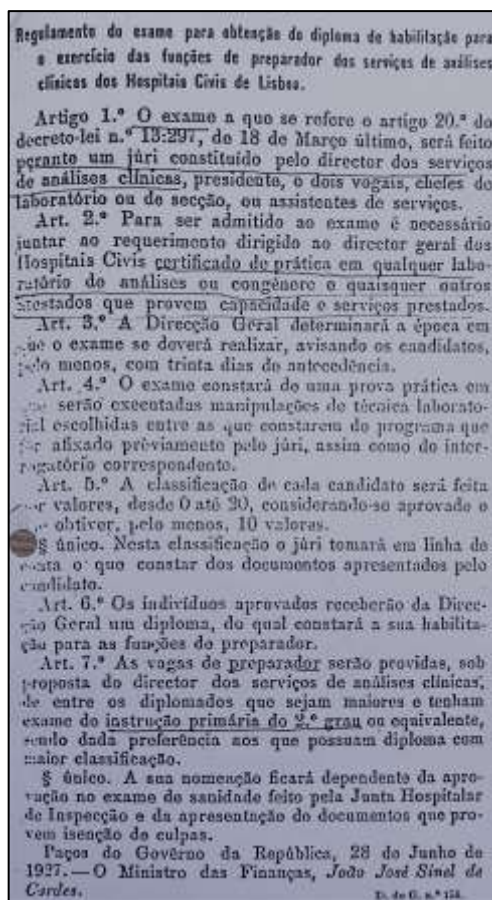 Regulamento do exame para obtenção do diploma de habilitação para
o exercício das funções de preparador dos serviços de análises
clínicas dos Hospitais Civis de Lisboa.
Artigo 1.º O exame a que se refere o artigo 20.º do
decreto-lei n.º 13:297, de 18 de Março último, será feito
perante um júri constituído pelo director dos serviços
de análises clínicas, presidente, e dois vogais, chefes de
laboratório ou de secção, ou assistentes de serviços.
Art. 2.º Para ser admitido ao exame é necessário
juntar ao requerimento dirigido ao director geral dos
Hospitais Civis certificado de prática em qualquer labo-
ratório de análises ou congénere e quaisquer outros
atestados que provem capacidade e serviços prestados.
Art. 3.º A Direcção Geral determinará a época em
que o exame se deverá realizar, avisando os candidatos,
pelo menos, com trinta dias de antecedência.
Art. 4.º O exame constará de uma prova prática em
que serão executadas manipulações de técnica laborato-
rial escolhidas entre as que constarem do programa que
for afixado prèviamente pelo júri, assim como do inter-
rogatório correspondente.
Art. 5.º A classificação de cada candidato será feita
por valores, desde 0 até 20, considerando-se aprovado o
que obtiver, pelo menos, 10 valores.
§ único. Nesta classificação o júri tomará em linha de
conta o que constar dos documentos apresentados pelo
candidato.
Art. 6.º Os indivíduos aprovados receberão da Direc-
ção Geral um diploma, do qual constará a sua habilita-
ção para as funções de preparador.
Art. 7.º As vagas de preparador serão providas, sob
proposta do director dos serviços de análises clínicas,
de entre os diplomados que sejam maiores e tenham
exame de instrução primária do 2.º grau ou equivalente,
sendo dada preferência aos que possuam diploma com
maior classificação.
§ único. A sua nomeação ficará dependente da apro-
vação no exame de sanidade feito pela Junta Hospitalar
de Inspecção e da apresentação de documentos que pro-
vem isenção de culpas.
Paços do Govêrno da República, 28 de Junho de
1927.—O Ministro das Finanças, João José Sinel de
Cordes.
D. do G. n.º